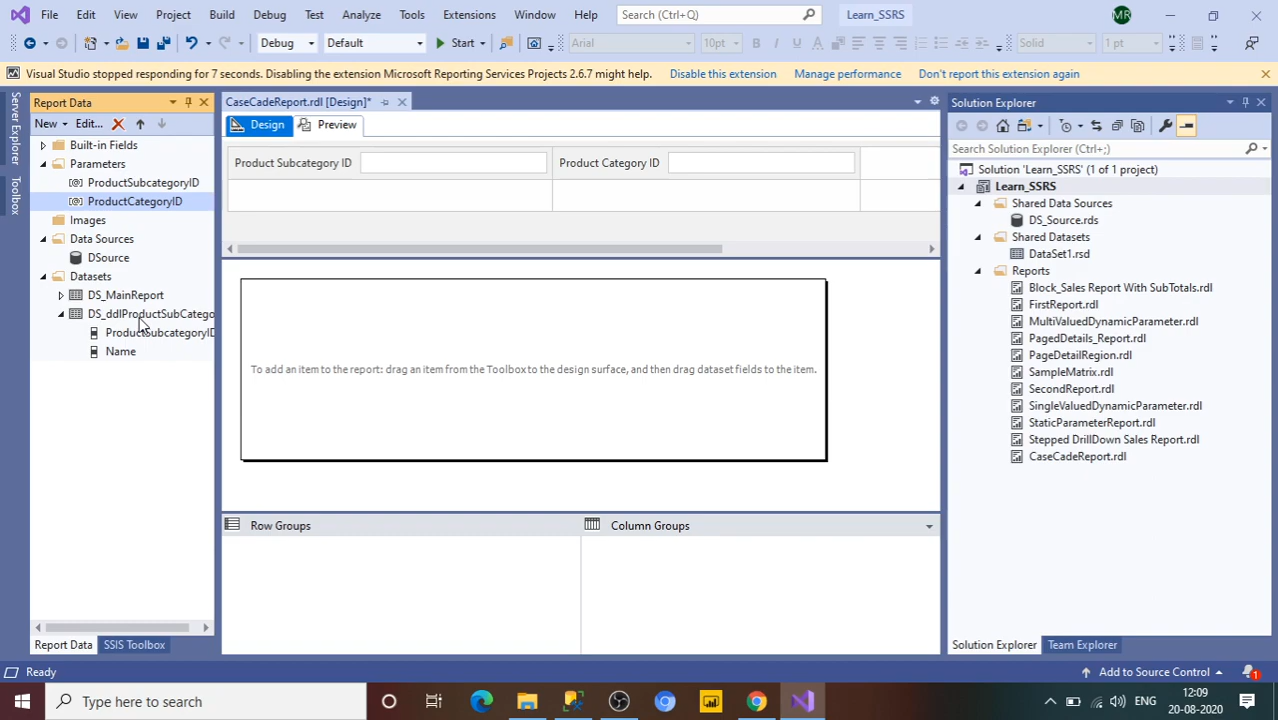 File Edit View Project Build Debug Test Analyze Tools Extensions Window Help Search (Ctrl+Q) Learn_SSRS MR
Debug Default Start Arial 10pt B I U A Solid 1 pt
Visual Studio stopped responding for 7 seconds. Disabling the extension Microsoft Reporting Services Projects 2.6.7 might help. Disable this extension Manage performance Don't report this extension again
Server Explorer
Toolbox
Report Data
New Edit...
Built-in Fields
Parameters
ProductSubcategoryID
ProductCategoryID
Images
Data Sources
DSource
Datasets
DS_MainReport
DS_ddlProductSubCatego
ProductSubcategoryID
Name
Report Data SSIS Toolbox
CaseCadeReport.rdl [Design]*
Design Preview
Product Subcategory ID Product Category ID
To add an item to the report: drag an item from the Toolbox to the design surface, and then drag dataset fields to the item.
Row Groups Column Groups
Solution Explorer
Search Solution Explorer (Ctrl+;)
Solution 'Learn_SSRS' (1 of 1 project)
Learn_SSRS
Shared Data Sources
DS_Source.rds
Shared Datasets
DataSet1.rsd
Reports
Block_Sales Report With SubTotals.rdl
FirstReport.rdl
MultiValuedDynamicParameter.rdl
PagedDetails_Report.rdl
PageDetailRegion.rdl
SampleMatrix.rdl
SecondReport.rdl
SingleValuedDynamicParameter.rdl
StaticParameterReport.rdl
Stepped DrillDown Sales Report.rdl
CaseCadeReport.rdl
Solution Explorer Team Explorer
Ready Add to Source Control 1
Type here to search ENG 12:09
20-08-2020